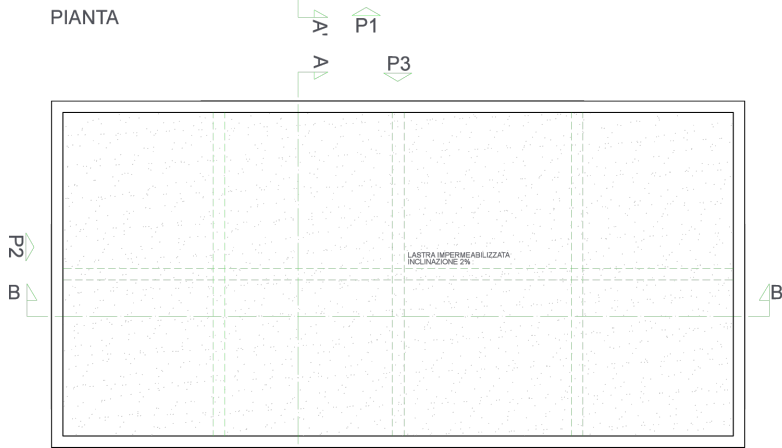 PIANTA
A'
P1
A
P3
P2
LASTRA IMPERMEABILIZZATA
INCLINAZIONE 2%
B
B